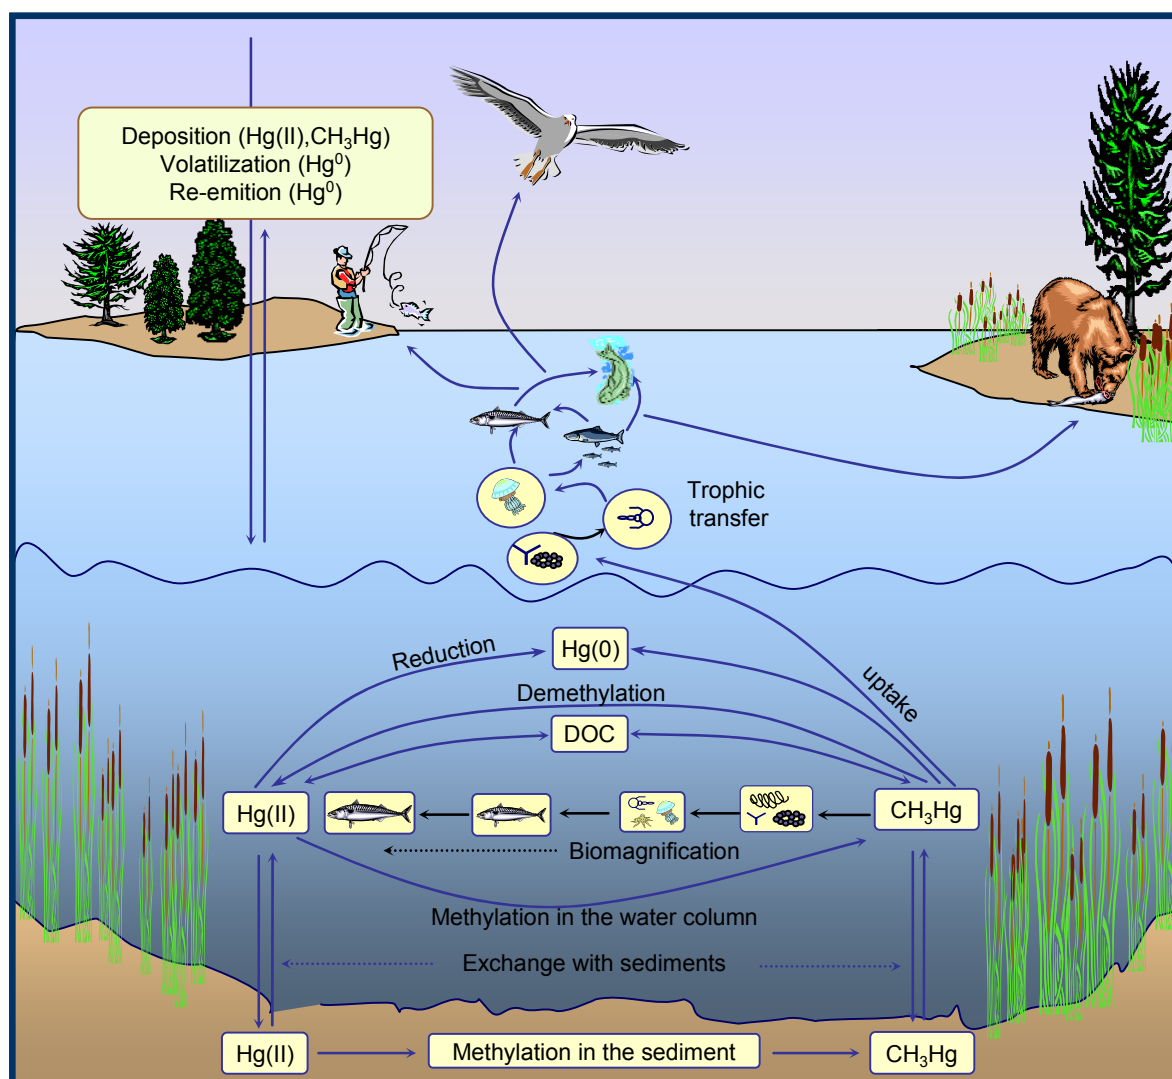 Deposition (Hg(II),CH₃Hg)
Volatilization (Hg⁰)
Re-emition (Hg⁰)
Trophic
transfer
Reduction
Hg(0)
uptake
Demethylation
DOC
Hg(II)
CH₃Hg
Biomagnification
Methylation in the water column
Exchange with sediments
Hg(II)
Methylation in the sediment
CH₃Hg